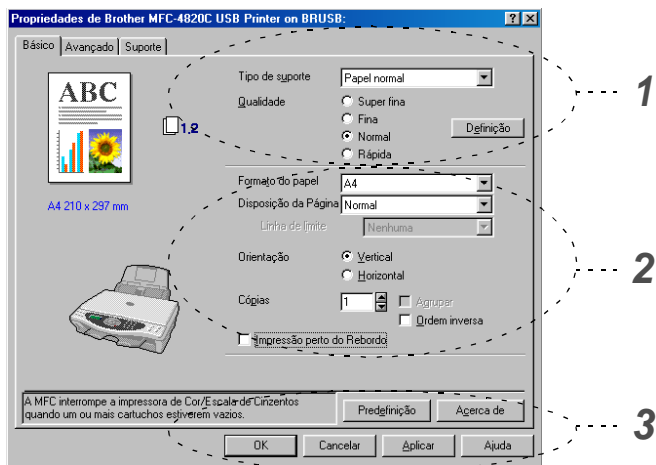 Propriedades de Brother MFC-4820C USB Printer on BRUSB:
Básico Avançado Suporte
ABC
1.2
A4 210 x 297 mm
Tipo de suporte Papel normal
Qualidade Super fina
Fina
Normal
Rápida
Definição
1
Formato do papel A4
Disposição da Página Normal
Linha de limite Nenhuma
Orientação Vertical
Horizontal
Cópias 1 Agrupar
Ordem inversa
Impressão perto do Rebordo
2
A MFC interrompe a impressora de Cor/Escala de Cinzentos
quando um ou mais cartuchos estiverem vazios.
Predefinição Acerca de
OK Cancelar Aplicar Ajuda
3